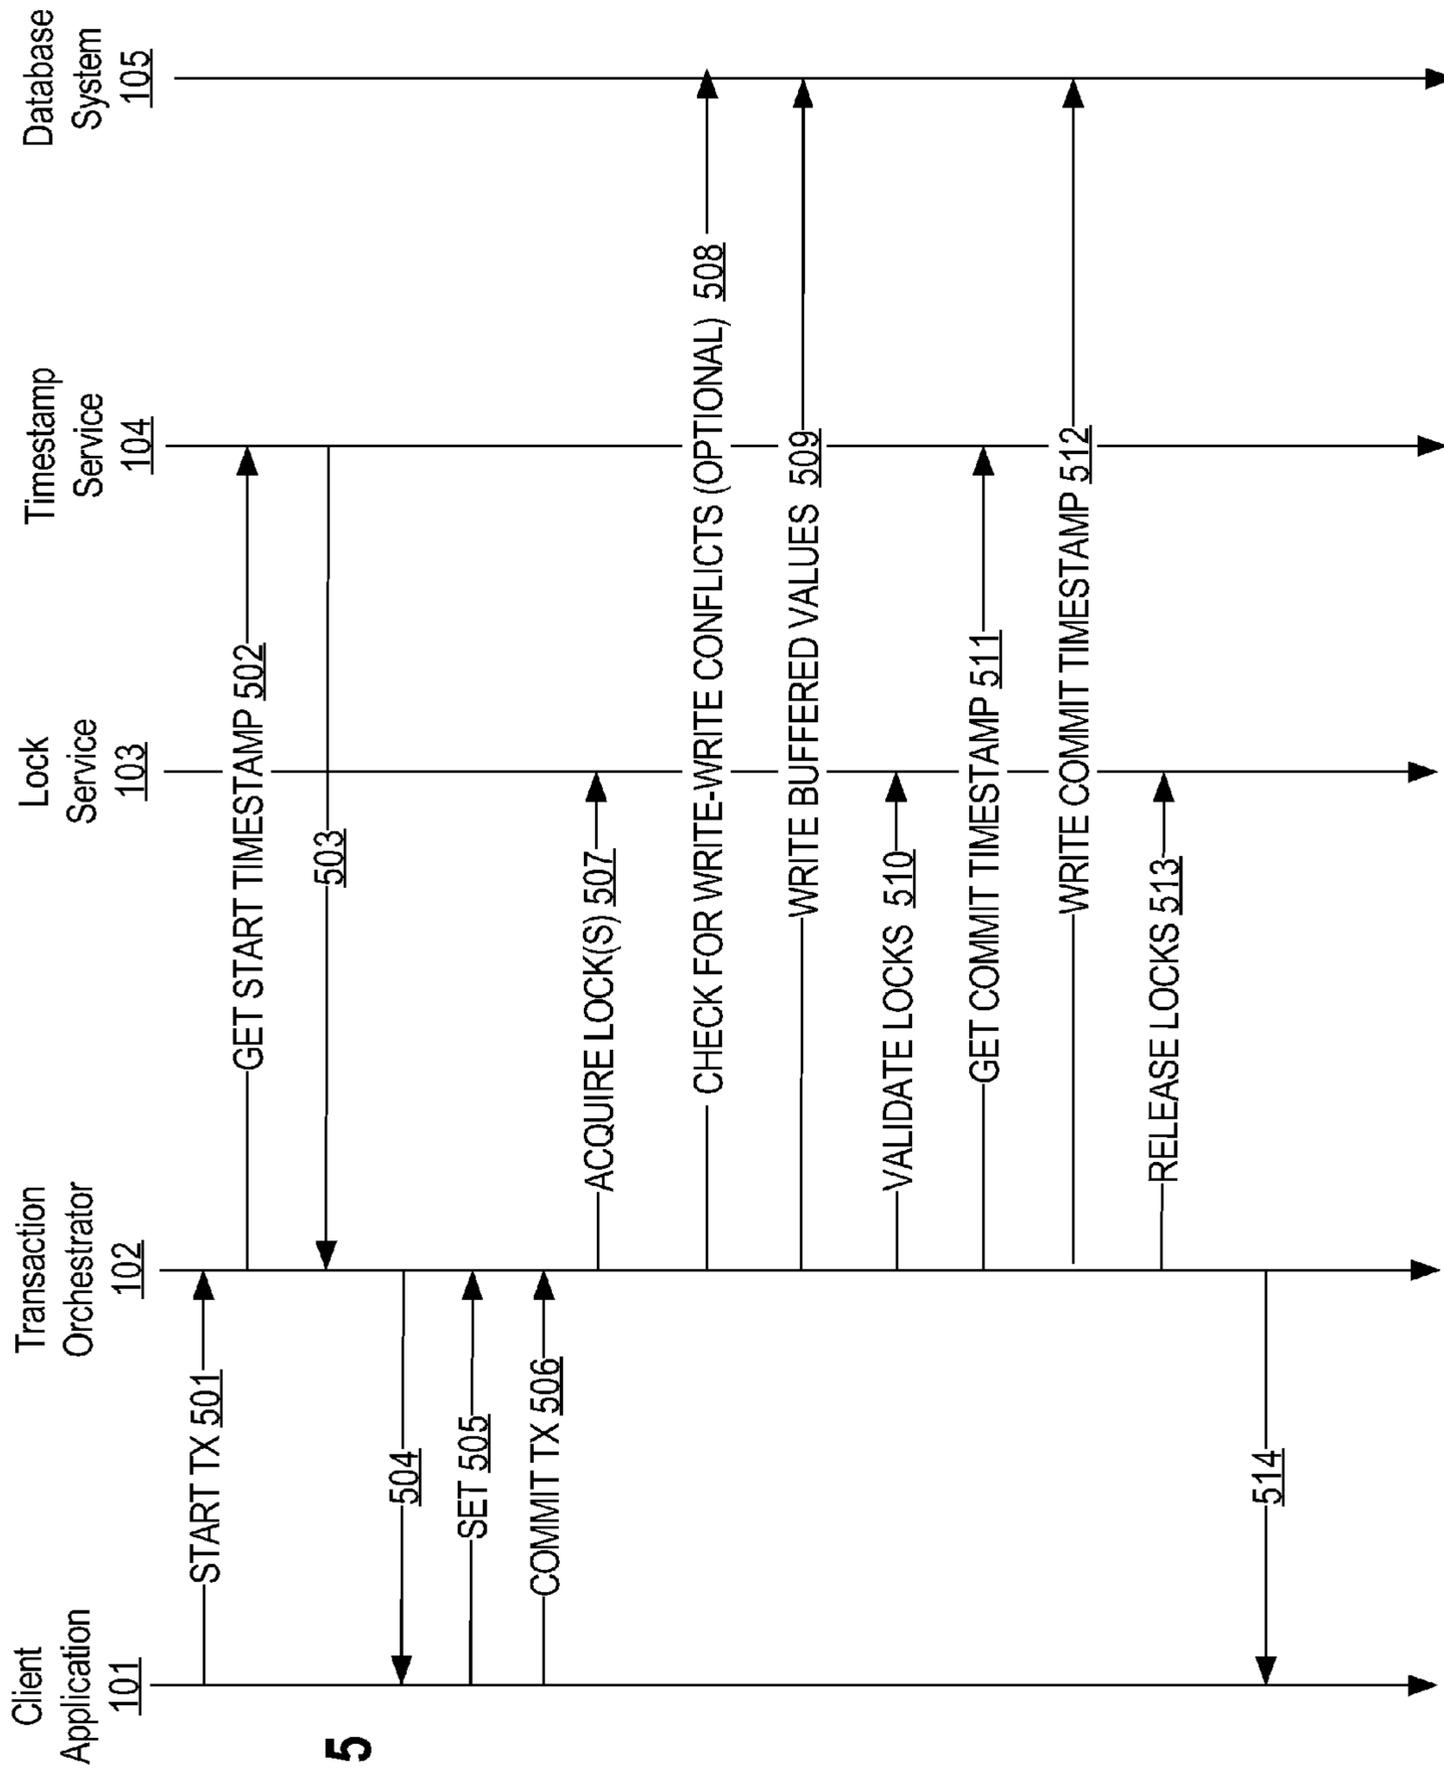 Client
Application
101
Transaction
Orchestrator
102
Lock
Service
103
Timestamp
Service
104
Database
System
105
START TX 501
GET START TIMESTAMP 502
503
504
SET 505
COMMIT TX 506
ACQUIRE LOCK(S) 507
CHECK FOR WRITE-WRITE CONFLICTS (OPTIONAL) 508
WRITE BUFFERED VALUES 509
VALIDATE LOCKS 510
GET COMMIT TIMESTAMP 511
WRITE COMMIT TIMESTAMP 512
RELEASE LOCKS 513
514
5